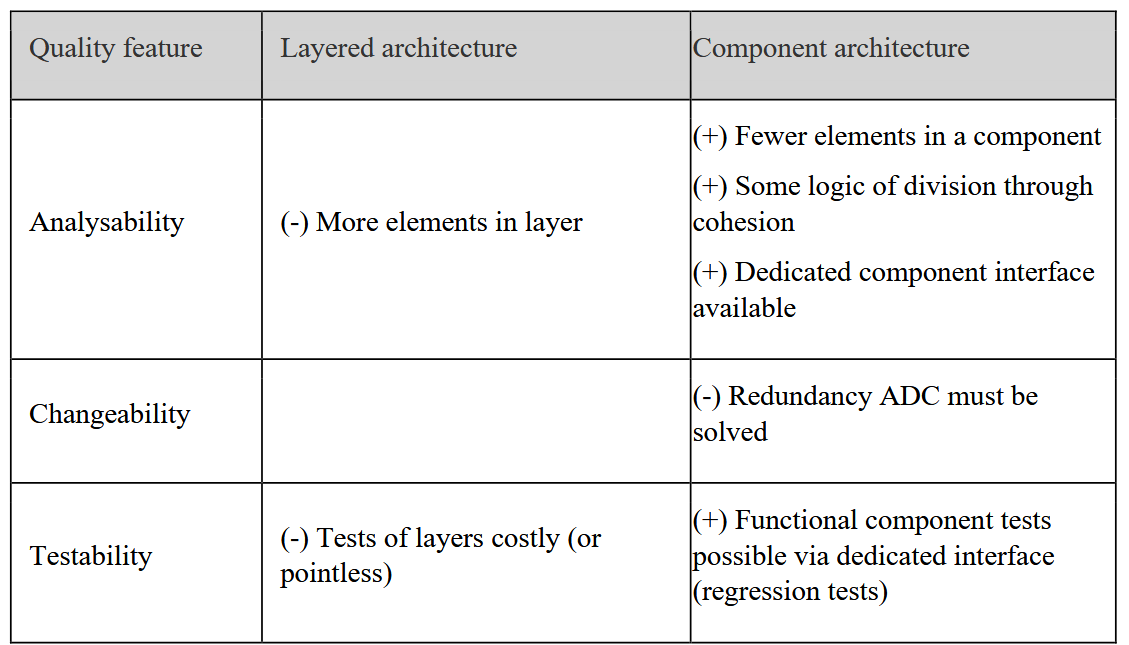 Quality feature
Layered architecture
Component architecture
Analysability
(-) More elements in layer
(+) Fewer elements in a component
(+) Some logic of division through
cohesion
(+) Dedicated component interface
available
Changeability
(-) Redundancy ADC must be
solved
Testability
(-) Tests of layers costly (or
pointless)
(+) Functional component tests
possible via dedicated interface
(regression tests)